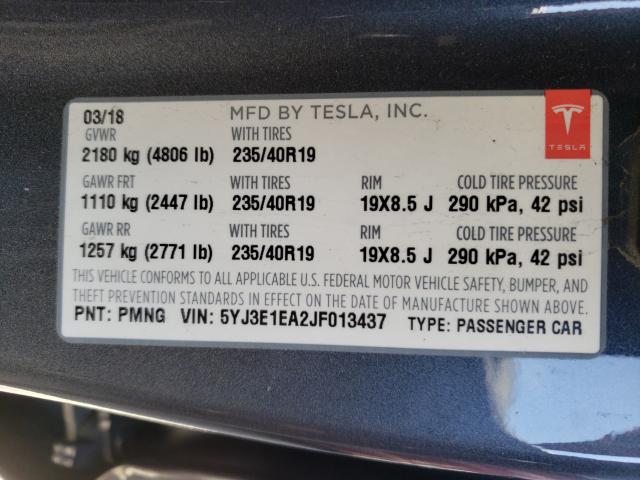 03/18 MFD BY TESLA, INC.
GVWR WITH TIRES
2180 kg (4806 lb) 235/40R19
TESLA
GAWR FRT WITH TIRES RIM COLD TIRE PRESSURE
1110 kg (2447 lb) 235/40R19 19X8.5 J 290 kPa, 42 psi
GAWR RR WITH TIRES RIM COLD TIRE PRESSURE
1257 kg (2771 lb) 235/40R19 19X8.5 J 290 kPa, 42 psi
THIS VEHICLE CONFORMS TO ALL APPLICABLE U.S. FEDERAL MOTOR VEHICLE SAFETY, BUMPER, AND
THEFT PREVENTION STANDARDS IN EFFECT ON THE DATE OF MANUFACTURE SHOWN ABOVE.
PNT: PMNG VIN: 5YJ3E1EA2JF013437 TYPE: PASSENGER CAR